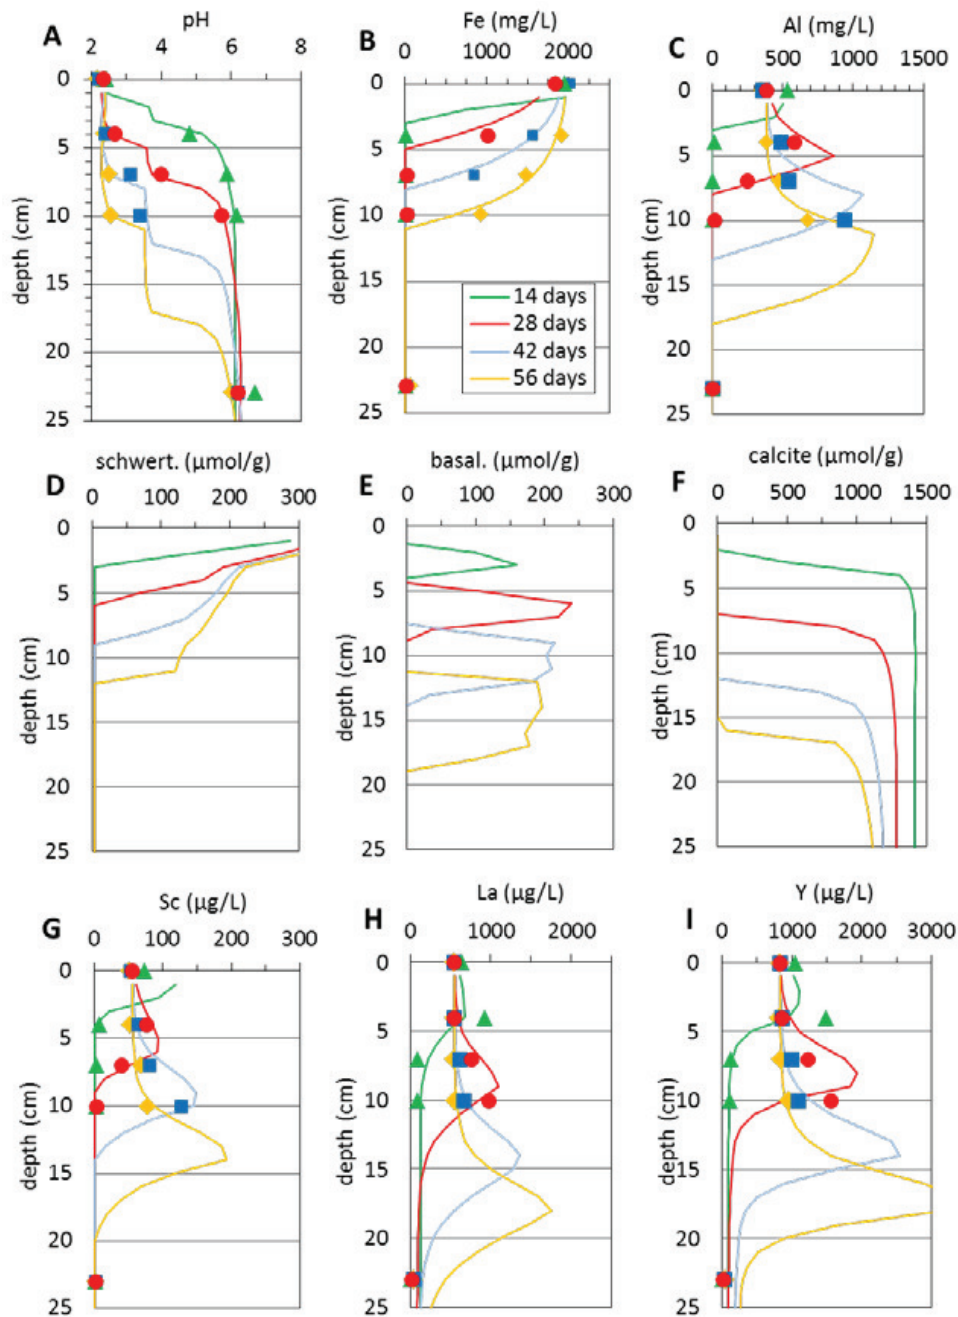 A pH
2 4 6 8
0
5
10
15
20
25
depth (cm)
B Fe (mg/L)
0 1000 2000
0
5
10
15
20
25
depth (cm)
14 days
28 days
42 days
56 days
C Al (mg/L)
0 500 1000 1500
0
5
10
15
20
25
depth (cm)
D schwert. (µmol/g)
0 100 200 300
0
5
10
15
20
25
depth (cm)
E basal. (µmol/g)
0 100 200 300
0
5
10
15
20
25
depth (cm)
F calcite (µmol/g)
0 500 1000 1500
0
5
10
15
20
25
depth (cm)
G Sc (µg/L)
0 100 200 300
0
5
10
15
20
25
depth (cm)
H La (µg/L)
0 1000 2000
0
5
10
15
20
25
depth (cm)
I Y (µg/L)
0 1000 2000 3000
0
5
10
15
20
25
depth (cm)